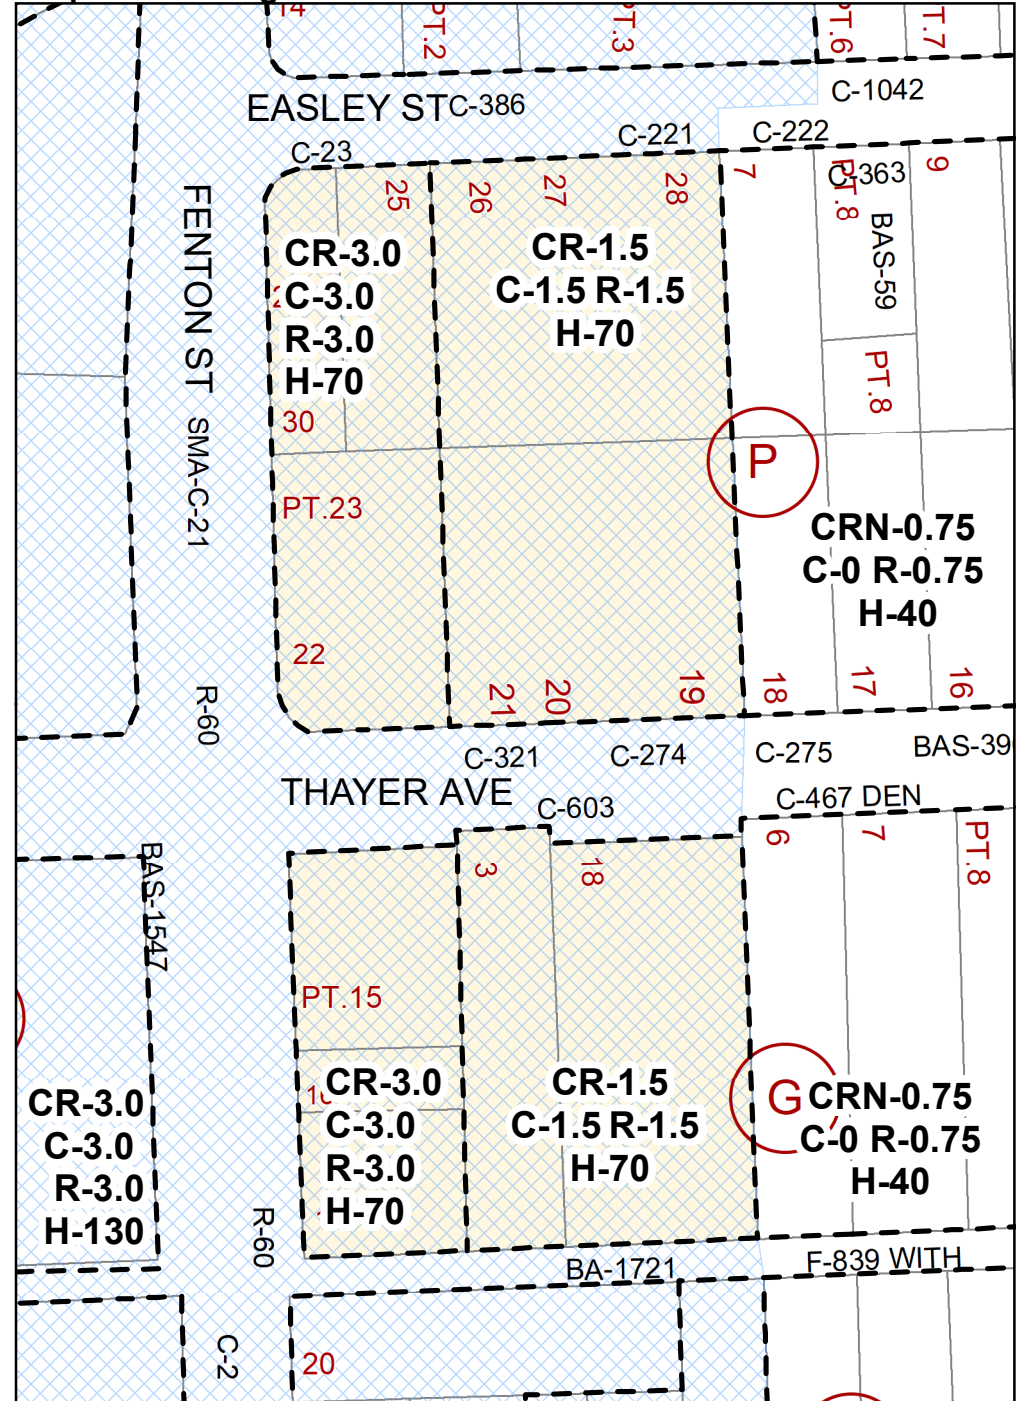 14
PT.2
PT.3
PT.6
PT.7
C-1042
EASLEY ST
C-386
C-221
C-222
C-23
C-363
PT.8
9
7
25
26
27
28
BAS-59
FENTON ST
CR-3.0
C-3.0
R-3.0
H-70
CR-1.5
C-1.5 R-1.5
H-70
PT.8
30
P
SMA-C-21
PT.23
CRN-0.75
C-0 R-0.75
H-40
22
21
20
19
18
17
16
R-60
C-321
C-274
C-275
BAS-39
THAYER AVE
C-603
C-467 DEN
6
7
PT.8
3
18
BAS-1547
PT.15
CR-3.0
C-3.0
R-3.0
H-130
CR-3.0
C-3.0
R-3.0
H-70
CR-1.5
C-1.5 R-1.5
H-70
G
CRN-0.75
C-0 R-0.75
H-40
R-60
BA-1721
F-839 WITH
C-2
20